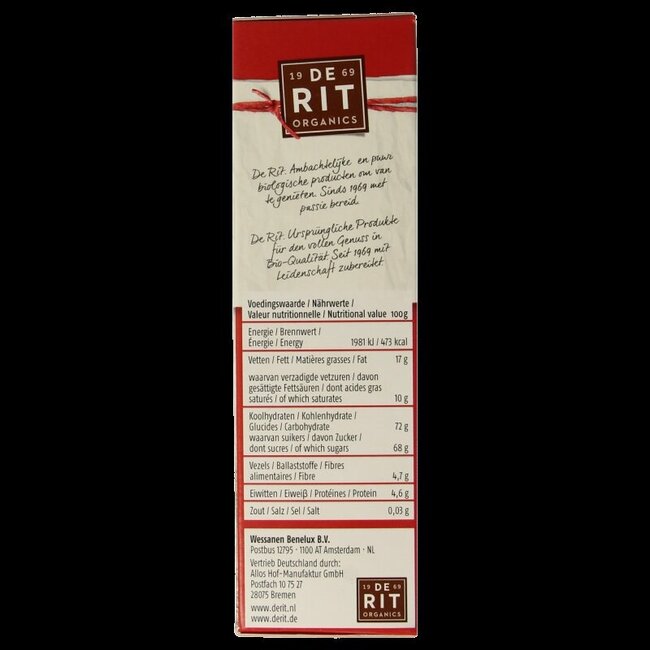 19 DE 69
RIT
ORGANICS
De Rit. Ambachtelijke en puur
biologische producten om van
te genieten. Sinds 1969 met
passie bereid.
De Rit. Ursprüngliche Produkte
für den vollen Genuss in
Bio-Qualität. Seit 1969 mit
Leidenschaft zubereitet.
Voedingswaarde / Nährwerte /
Valeur nutritionnelle / Nutritional value 100g
Energie / Brennwert /
Énergie / Energy 1981 kJ / 473 kcal
Vetten / Fett / Matières grasses / Fat 17 g
waarvan verzadigde vetzuren / davon
gesättigte Fettsäuren / dont acides gras
saturés / of which saturates 10 g
Koolhydraten / Kohlenhydrate /
Glucides / Carbohydrate 72 g
waarvan suikers / davon Zucker /
dont sucres / of which sugars 68 g
Vezels / Ballaststoffe / Fibres
alimentaires / Fibre 4,7 g
Eiwitten / Eiweiß / Protéines / Protein 4,6 g
Zout / Salz / Sel / Salt 0,03 g
Wessanen Benelux B.V.
Postbus 12795 · 1100 AT Amsterdam · NL
Vertrieb Deutschland durch:
Allos Hof-Manufaktur GmbH
Postfach 10 75 27
28075 Bremen
www.derit.nl
www.derit.de
19 DE 69
RIT
ORGANICS